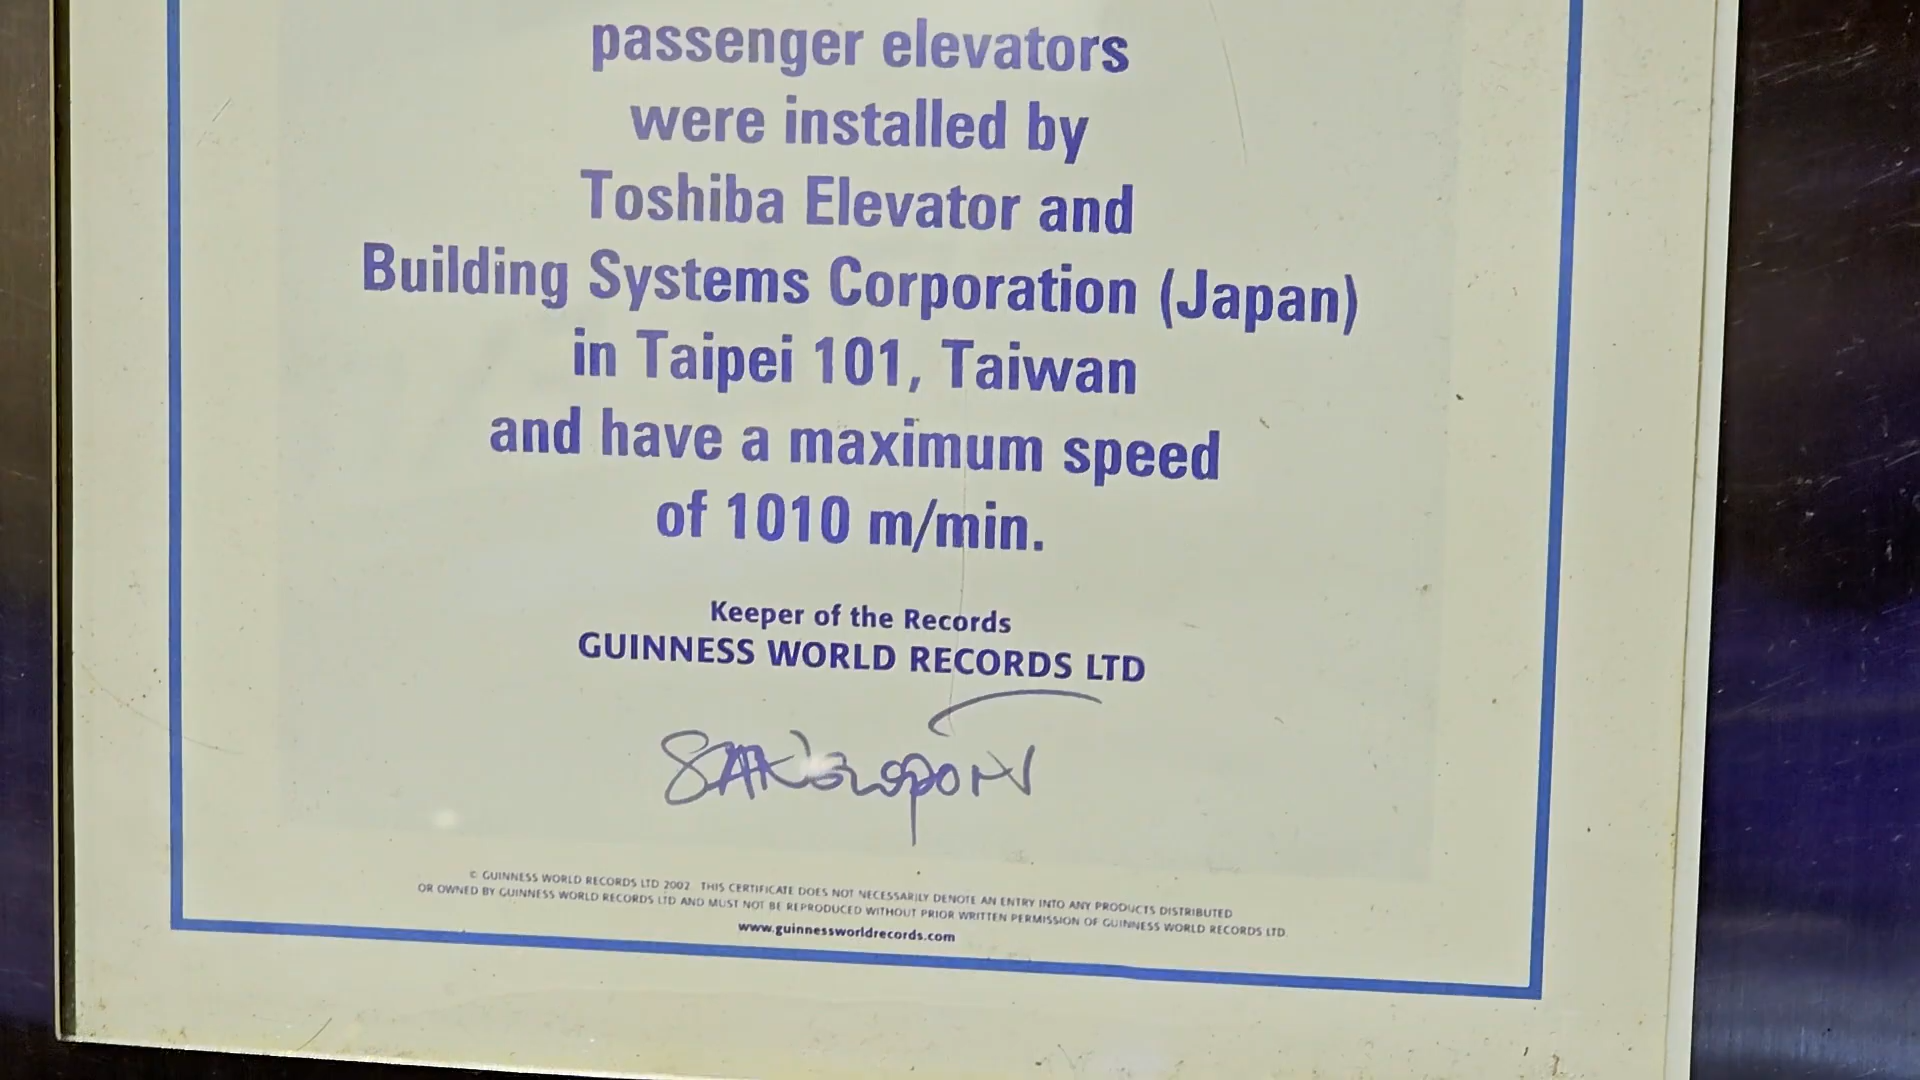 passenger elevators
were installed by
Toshiba Elevator and
Building Systems Corporation (Japan)
in Taipei 101, Taiwan
and have a maximum speed
of 1010 m/min.
Keeper of the Records
GUINNESS WORLD RECORDS LTD
© GUINNESS WORLD RECORDS LTD 2002 THIS CERTIFICATE DOES NOT NECESSARILY DENOTE AN ENTRY INTO ANY PRODUCTS DISTRIBUTED
OR OWNED BY GUINNESS WORLD RECORDS LTD AND MUST NOT BE REPRODUCED WITHOUT PRIOR WRITTEN PERMISSION OF GUINNESS WORLD RECORDS LTD
www.guinnessworldrecords.com